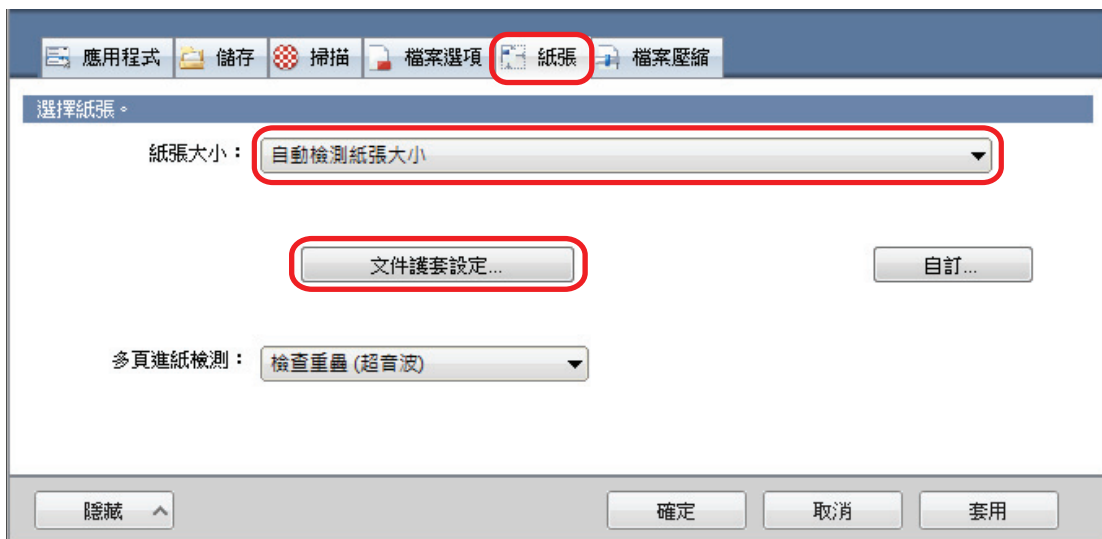 應用程式 儲存 掃描 檔案選項 紙張 檔案壓縮
選擇紙張。
紙張大小： 自動檢測紙張大小
文件護套設定... 自訂...
多頁進紙檢測： 檢查重疊 (超音波)
隱藏 確定 取消 套用